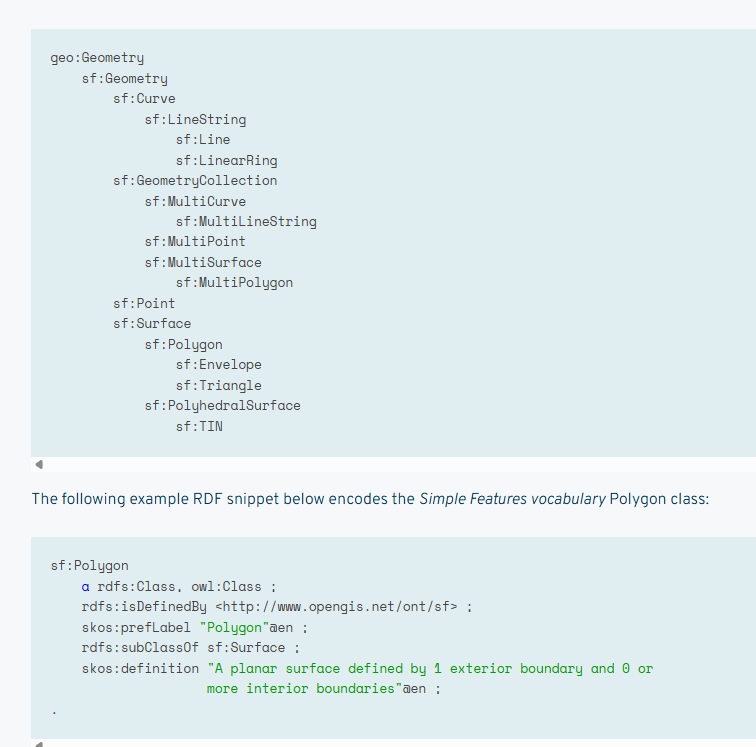 geo:Geometry
    sf:Geometry
        sf:Curve
            sf:LineString
                sf:Line
                sf:LinearRing
        sf:GeometryCollection
            sf:MultiCurve
                sf:MultiLineString
            sf:MultiPoint
            sf:MultiSurface
                sf:MultiPolygon
        sf:Point
        sf:Surface
            sf:Polygon
                sf:Envelope
                sf:Triangle
            sf:PolyhedralSurface
                sf:TIN
The following example RDF snippet below encodes the Simple Features vocabulary Polygon class:
sf:Polygon
    a rdfs:Class, owl:Class ;
    rdfs:isDefinedBy <http://www.opengis.net/ont/sf> ;
    skos:prefLabel "Polygon"@en ;
    rdfs:subClassOf sf:Surface ;
    skos:definition "A planar surface defined by 1 exterior boundary and 0 or
                    more interior boundaries"@en ;
.